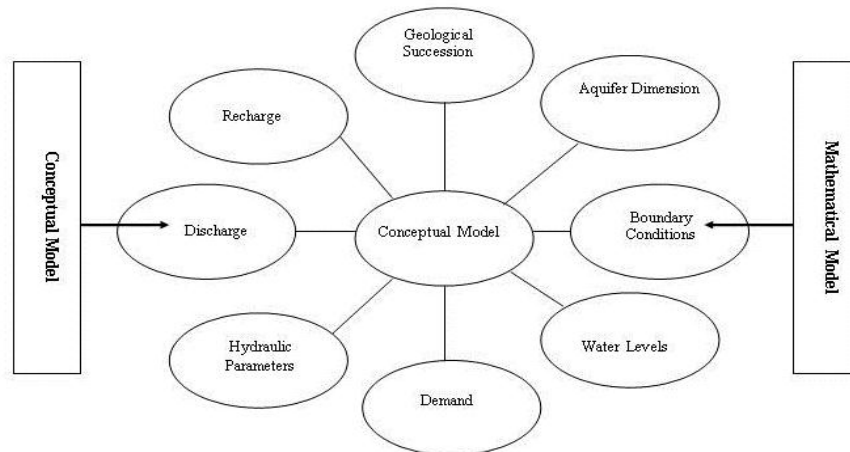 Geological
Succession
Aquifer Dimension
Recharge
Conceptual Model
Mathematical Model
Discharge
Conceptual Model
Boundary
Conditions
Hydraulic
Parameters
Water Levels
Demand